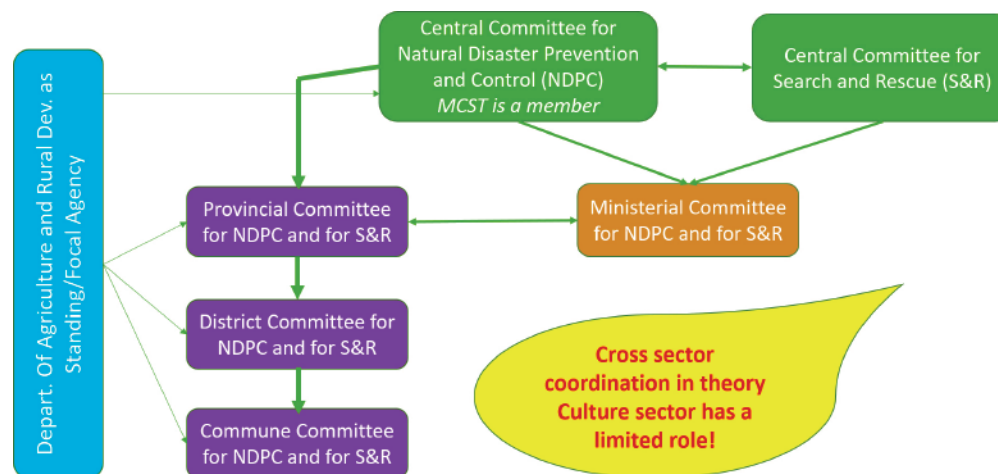 Depart. Of Agriculture and Rural Dev. as
Standing/Focal Agency
Central Committee for
Natural Disaster Prevention
and Control (NDPC)
MCST is a member
Central Committee for
Search and Rescue (S&R)
Provincial Committee
for NDPC and for S&R
Ministerial Committee
for NDPC and for S&R
District Committee for
NDPC and for S&R
Commune Committee
for NDPC and for S&R
Cross sector
coordination in theory
Culture sector has a
limited role!